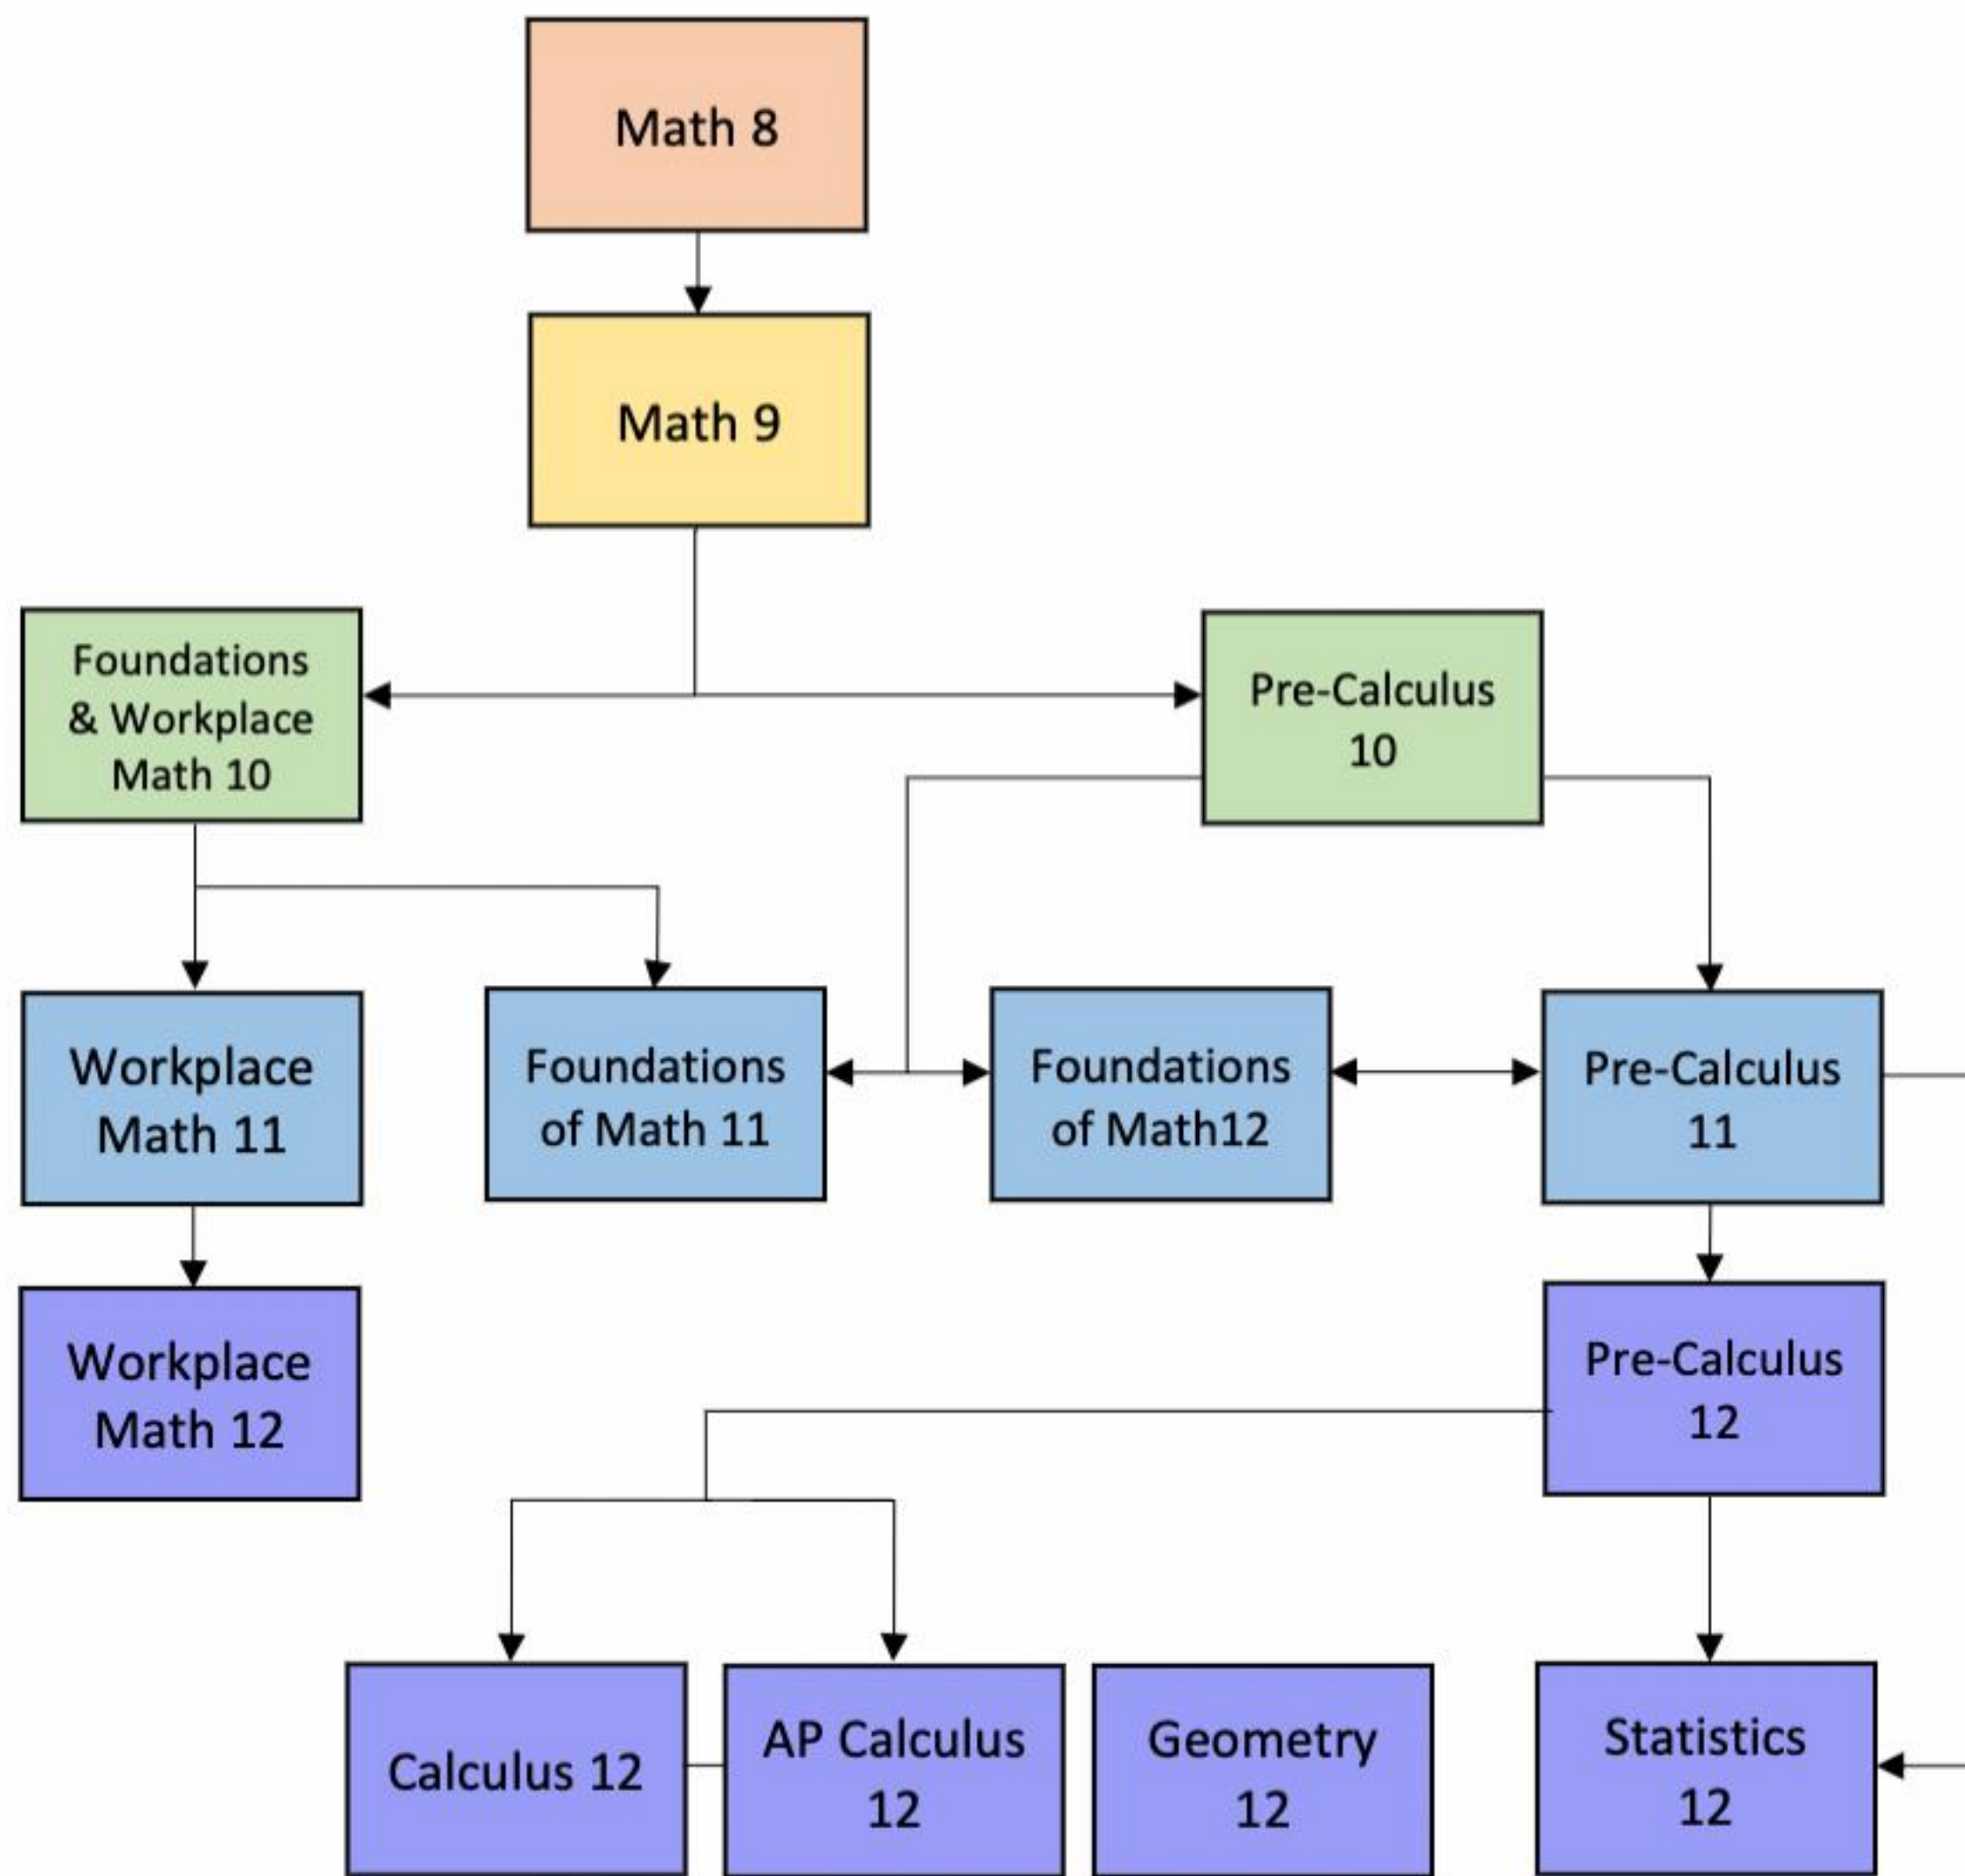 Math 8
Math 9
Foundations
& Workplace
Math 10
Pre-Calculus
10
Workplace
Math 11
Foundations
of Math 11
Foundations
of Math12
Pre-Calculus
11
Workplace
Math 12
Pre-Calculus
12
Calculus 12
AP Calculus
12
Geometry
12
Statistics
12